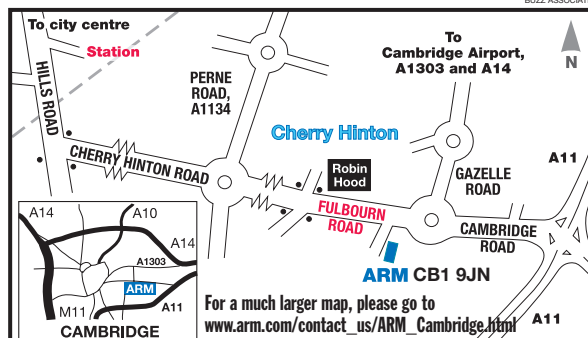 BUZZ ASSOCIAT
To city centre
Station
HILLS ROAD
PERNE
ROAD,
A1134
To
Cambridge Airport,
A1303 and A14
N
Cherry Hinton
CHERRY HINTON ROAD
Robin
Hood
FULBOURN
ROAD
GAZELLE
ROAD
A11
CAMBRIDGE
ROAD
ARM CB1 9JN
A14
A10
A14
A1303
ARM
M11
A11
CAMBRIDGE
For a much larger map, please go to
www.arm.com/contact_us/ARM_Cambridge.html
A11